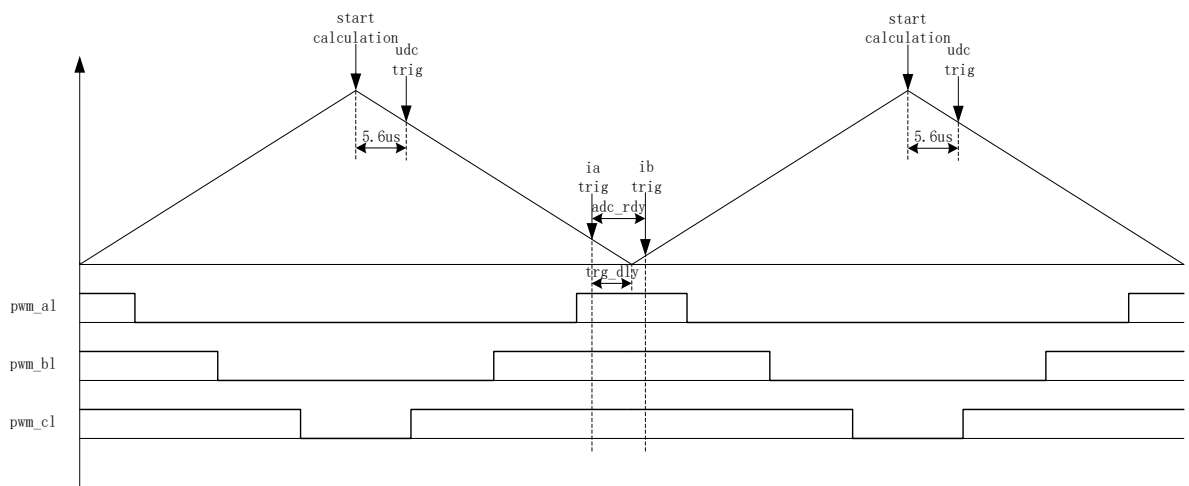 start
calculation
udc
trig
5.6us
ia
trig
ib
trig
adc_rdy
trg_dly
start
calculation
udc
trig
5.6us
pwm_al
pwm_bl
pwm_cl